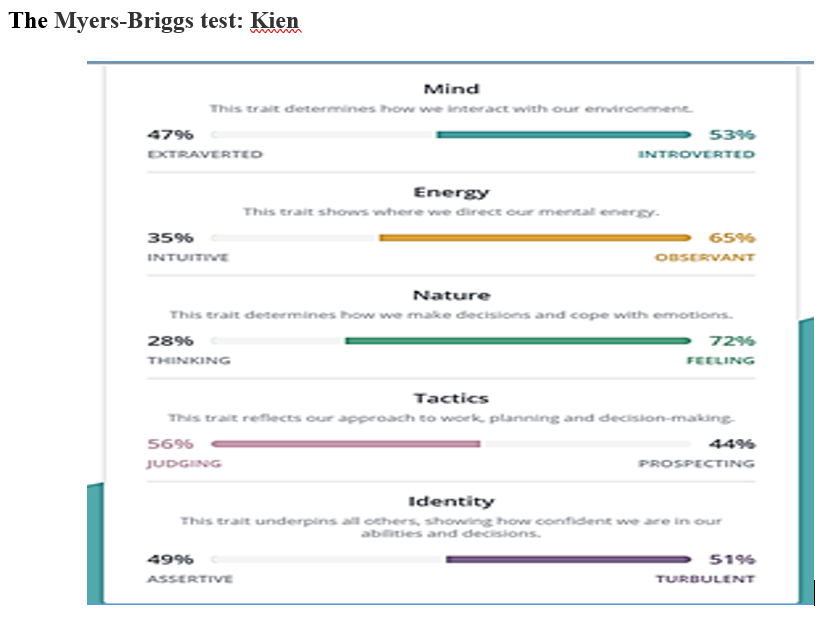 The Myers-Briggs test: Kien
Mind
This trait determines how we interact with our environment.
47% 53%
EXTRAVERTED INTROVERTED
Energy
This trait shows where we direct our mental energy.
35% 65%
INTUITIVE OBSERVANT
Nature
This trait determines how we make decisions and cope with emotions.
28% 72%
THINKING FEELING
Tactics
This trait reflects our approach to work, planning and decision-making.
56% 44%
JUDGING PROSPECTING
Identity
This trait underpins all others, showing how confident we are in our
abilities and decisions.
49% 51%
ASSERTIVE TURBULENT